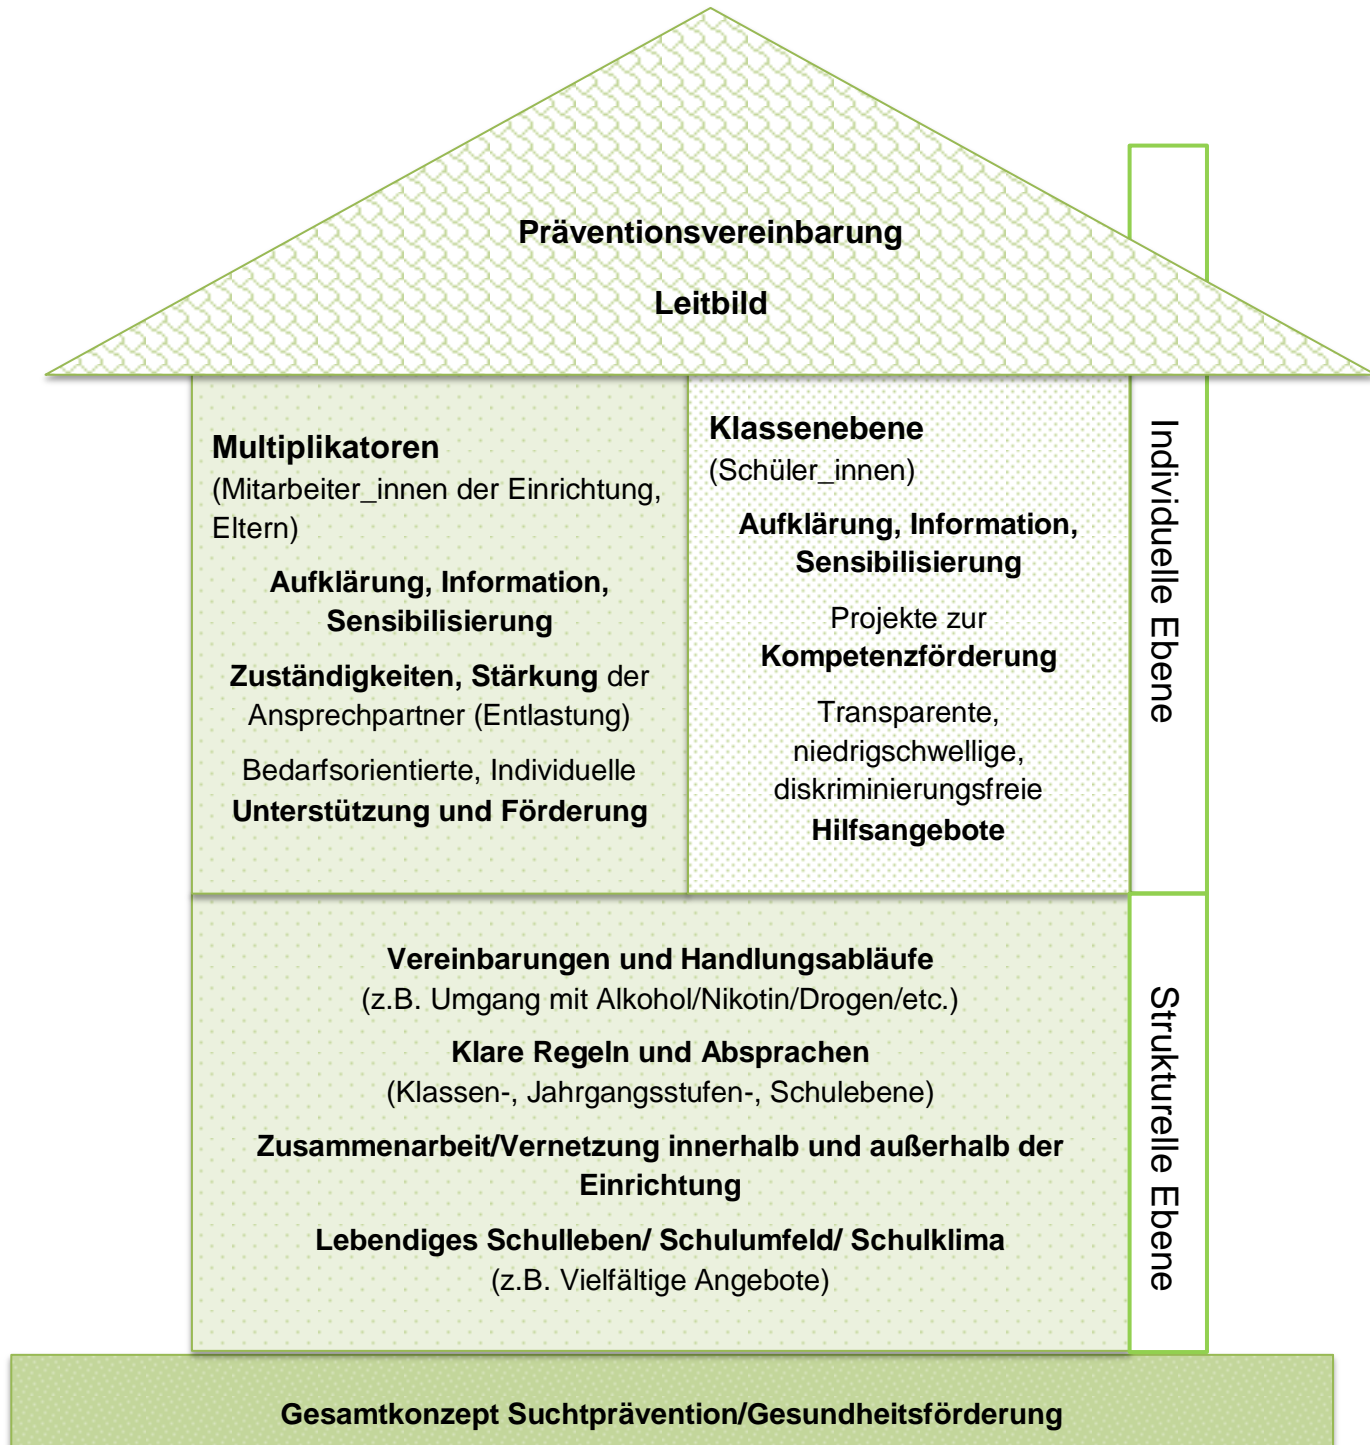 Präventionsvereinbarung
Leitbild
Multiplikatoren
(Mitarbeiter_innen der Einrichtung,
Eltern)
Aufklärung, Information,
Sensibilisierung
Zuständigkeiten, Stärkung der
Ansprechpartner (Entlastung)
Bedarfsorientierte, Individuelle
Unterstützung und Förderung
Klassenebene
(Schüler_innen)
Aufklärung, Information,
Sensibilisierung
Projekte zur
Kompetenzförderung
Transparente,
niedrigschwellige,
diskriminierungsfreie
Hilfsangebote
Individuelle Ebene
Vereinbarungen und Handlungsabläufe
(z.B. Umgang mit Alkohol/Nikotin/Drogen/etc.)
Klare Regeln und Absprachen
(Klassen-, Jahrgangsstufen-, Schulebene)
Zusammenarbeit/Vernetzung innerhalb und außerhalb der
Einrichtung
Lebendiges Schulleben/ Schulumfeld/ Schulklima
(z.B. Vielfältige Angebote)
Strukturelle Ebene
Gesamtkonzept Suchtprävention/Gesundheitsförderung